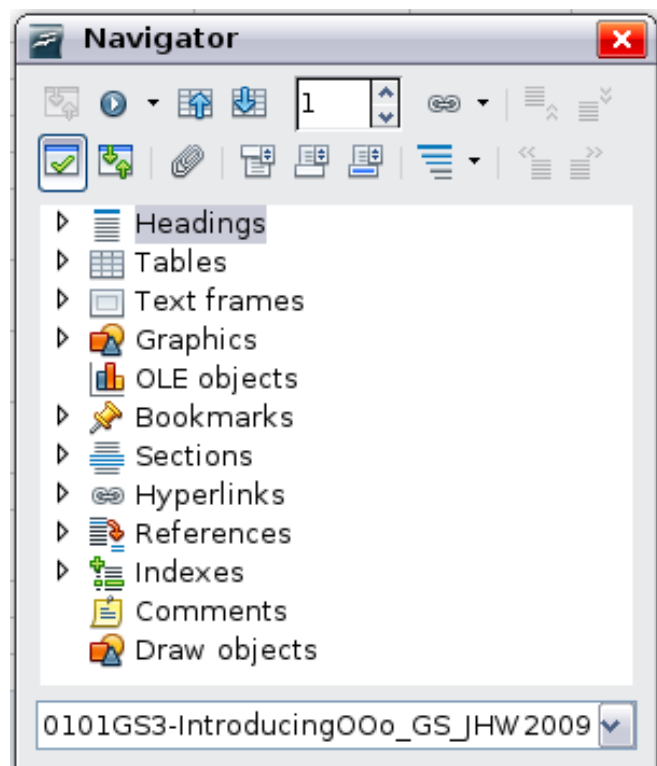 Navigator
1
Headings
Tables
Text frames
Graphics
OLE objects
Bookmarks
Sections
Hyperlinks
References
Indexes
Comments
Draw objects
0101GS3-IntroducingOOo_GS_JHW2009